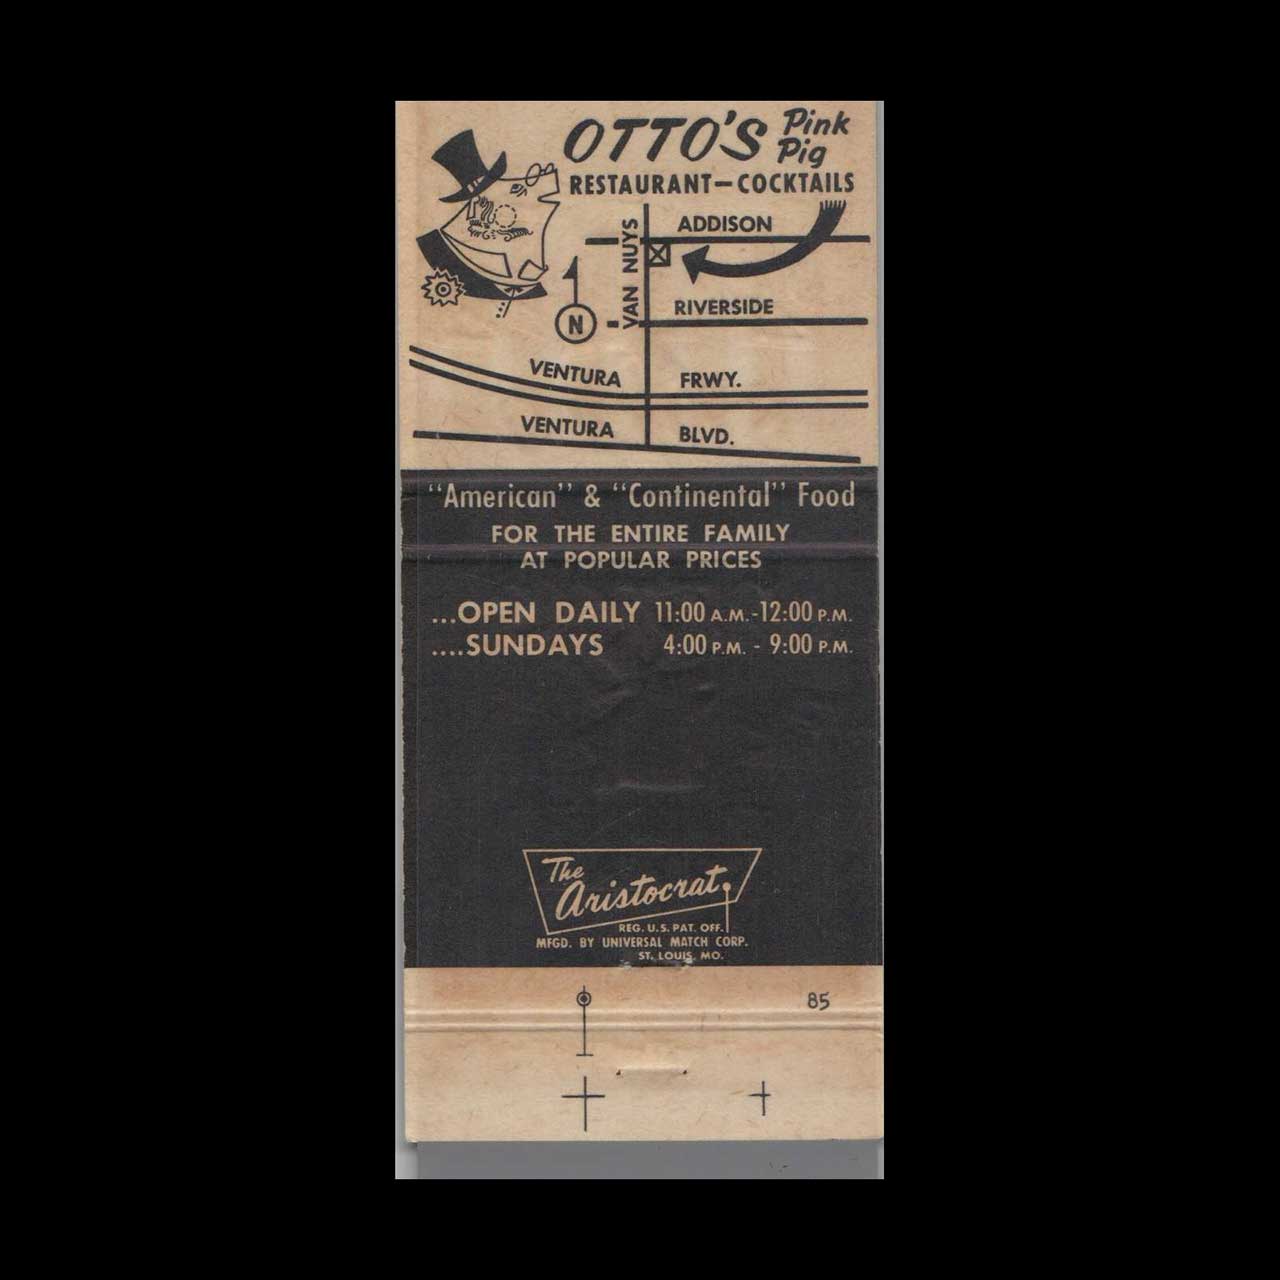 OTTO'S Pink Pig
RESTAURANT—COCKTAILS
ADDISON
VAN NUYS
RIVERSIDE
N
VENTURA FRWY.
VENTURA BLVD.
"American" & "Continental" Food
FOR THE ENTIRE FAMILY
AT POPULAR PRICES
...OPEN DAILY 11:00 A.M.-12:00 P.M.
....SUNDAYS 4:00 P.M. - 9:00 P.M.
The
Aristocrat
REG. U.S. PAT. OFF.
MFGD. BY UNIVERSAL MATCH CORP.
ST. LOUIS, MO.
85